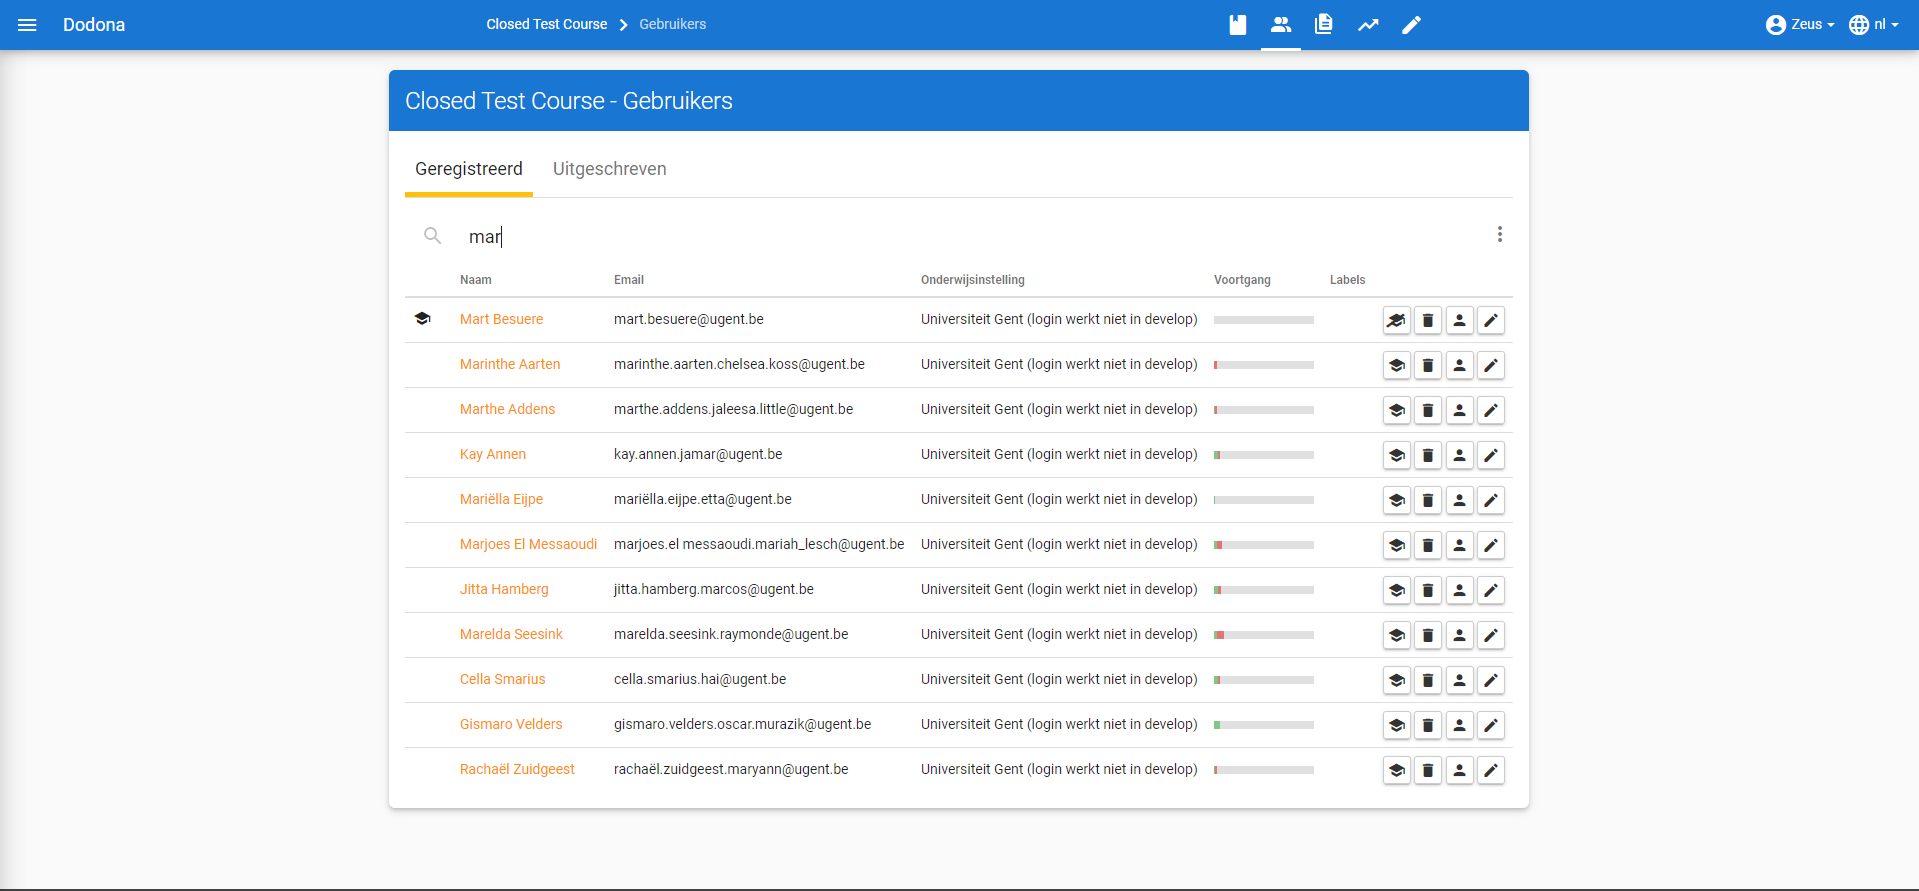 Dodona
Closed Test Course
Gebruikers
Zeus
nl
Closed Test Course - Gebruikers
Geregistreerd
Uitgeschreven
mar
Naam Email Onderwijsinstelling Voortgang Labels
Mart Besuere mart.besuere@ugent.be Universiteit Gent (login werkt niet in develop)
Marinthe Aarten marinthe.aarten.chelsea.koss@ugent.be Universiteit Gent (login werkt niet in develop)
Marthe Addens marthe.addens.jaleesa.little@ugent.be Universiteit Gent (login werkt niet in develop)
Kay Annen kay.annen.jamar@ugent.be Universiteit Gent (login werkt niet in develop)
Mariëlla Eijpe mariëlla.eijpe.etta@ugent.be Universiteit Gent (login werkt niet in develop)
Marjoes El Messaoudi marjoes.el messaoudi.mariah_lesch@ugent.be Universiteit Gent (login werkt niet in develop)
Jitta Hamberg jitta.hamberg.marcos@ugent.be Universiteit Gent (login werkt niet in develop)
Marelda Seesink marelda.seesink.raymonde@ugent.be Universiteit Gent (login werkt niet in develop)
Cella Smarius cella.smarius.hai@ugent.be Universiteit Gent (login werkt niet in develop)
Gismaro Velders gismaro.velders.oscar.murazik@ugent.be Universiteit Gent (login werkt niet in develop)
Rachaël Zuidgeest rachaël.zuidgeest.maryann@ugent.be Universiteit Gent (login werkt niet in develop)